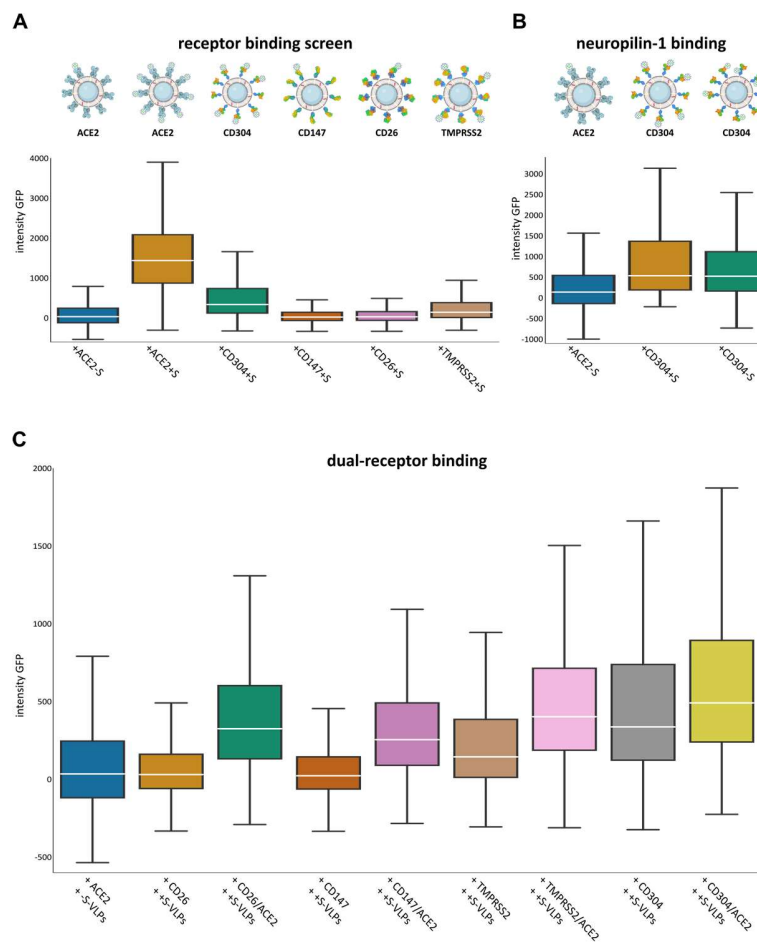 A
receptor binding screen
ACE2
ACE2
CD304
CD147
CD26
TMPRSS2
4000
3000
2000
1000
0
intensity GFP
+ACE2-S
+ACE2+S
+CD304+S
+CD147+S
+CD26+S
+TMPRSS2+S
B
neuropilin-1 binding
ACE2
CD304
CD304
3000
2500
2000
1500
1000
500
0
-500
-1000
intensity GFP
+ACE2-S
+CD304+S
+CD304-S
C
dual-receptor binding
2000
1500
1000
500
0
-500
intensity GFP
+ ACE2
+ -S-VLPs
+ CD26
+ +S-VLPs
+ CD26/ACE2
+ +S-VLPs
+ CD147
+ +S-VLPs
+ CD147/ACE2
+ +S-VLPs
+ TMPRSS2
+ +S-VLPs
+ TMPRSS2/ACE2
+ +S-VLPs
+ CD304
+ +S-VLPs
+ CD304/ACE2
+ +S-VLPs